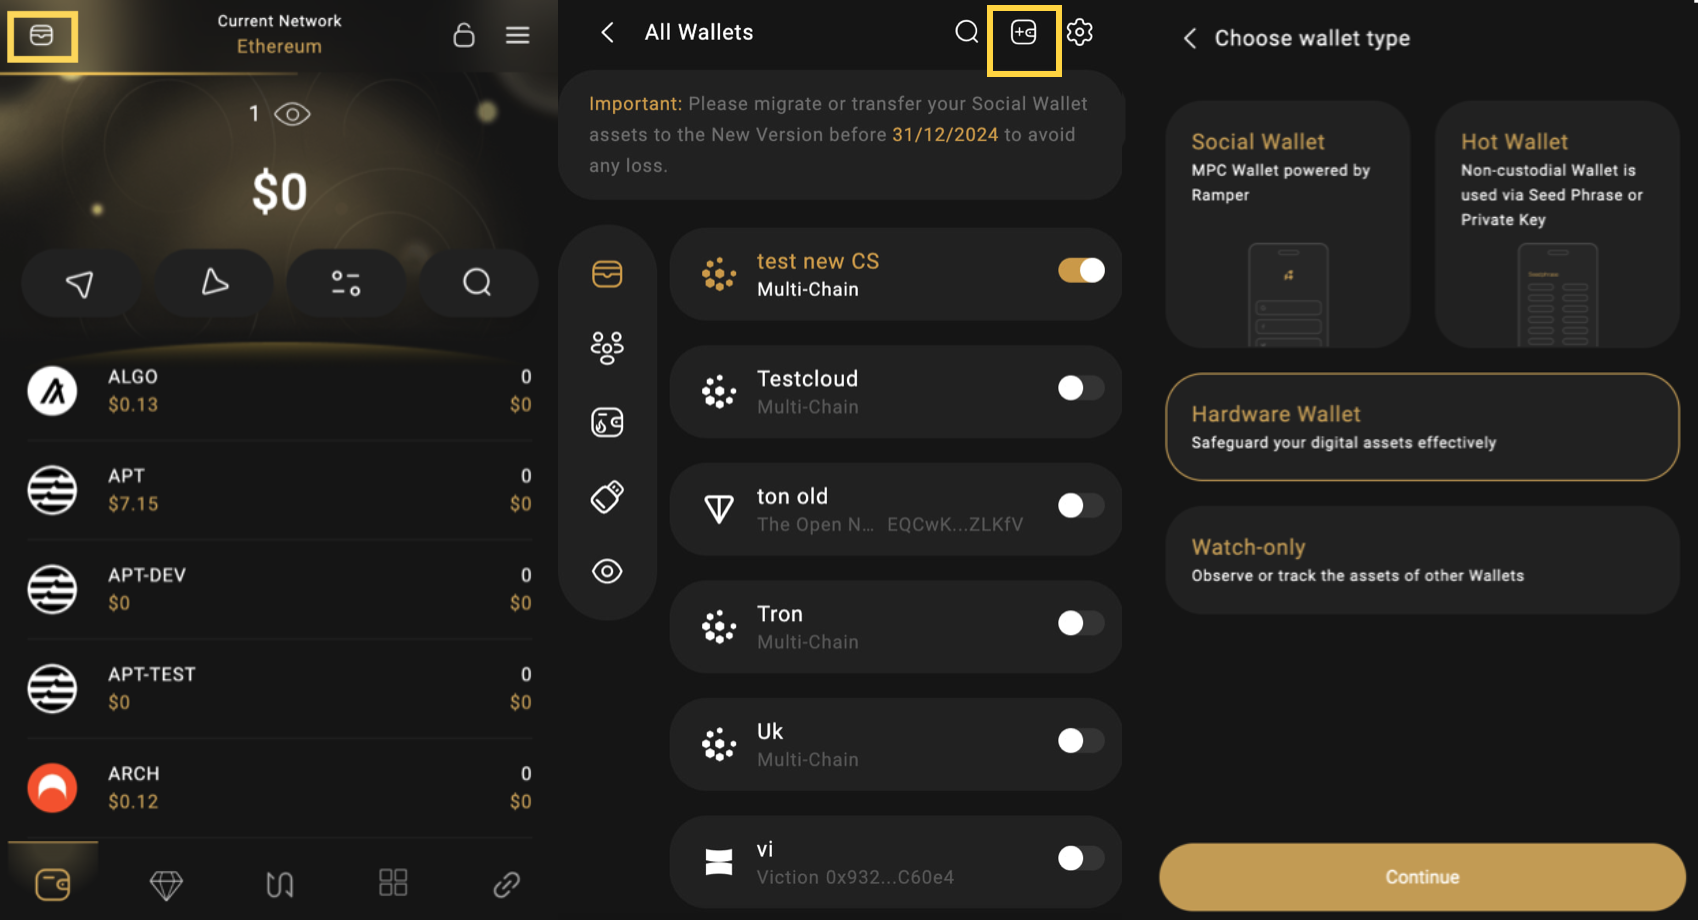 Current Network
Ethereum
1
$0
ALGO 0
$0.13 $0
APT 0
$7.15 $0
APT-DEV 0
$0 $0
APT-TEST 0
$0 $0
ARCH 0
$0.12 $0
All Wallets
Important: Please migrate or transfer your Social Wallet
assets to the New Version before 31/12/2024 to avoid
any loss.
test new CS
Multi-Chain
Testcloud
Multi-Chain
ton old
The Open N... EQCwK...ZLKfV
Tron
Multi-Chain
Uk
Multi-Chain
vi
Viction 0x932...C60e4
Choose wallet type
Social Wallet
MPC Wallet powered by
Ramper
Hot Wallet
Non-custodial Wallet is
used via Seed Phrase or
Private Key
Hardware Wallet
Safeguard your digital assets effectively
Watch-only
Observe or track the assets of other Wallets
Continue